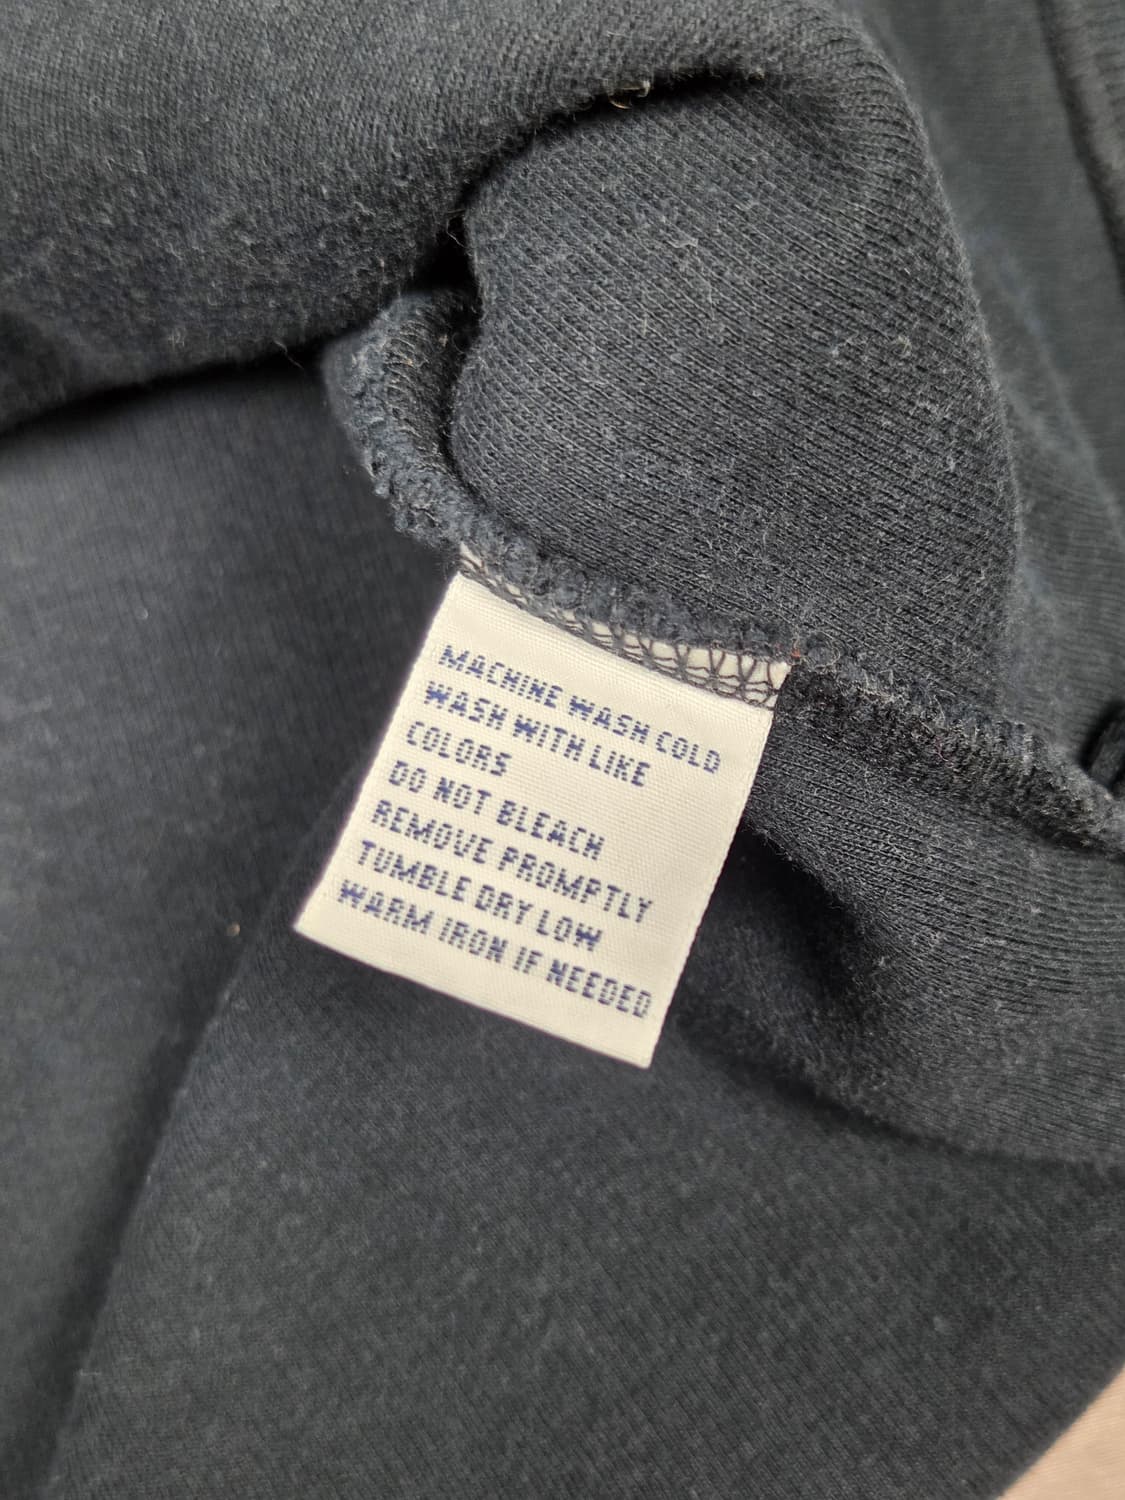 MACHINE WASH COLD
WASH WITH LIKE
COLORS
DO NOT BLEACH
REMOVE PROMPTLY
TUMBLE DRY LOW
WARM IRON IF NEEDED